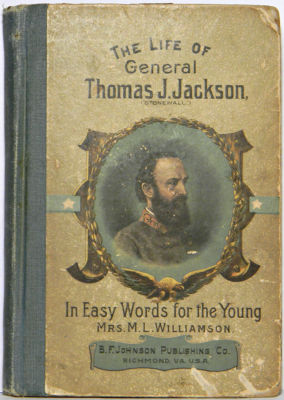 THE LIFE OF
General
Thomas J. Jackson,
(STONEWALL.)
In Easy Words for the Young
MRS. M. L. WILLIAMSON
B. F. JOHNSON PUBLISHING CO.
RICHMOND, VA. U.S.A.